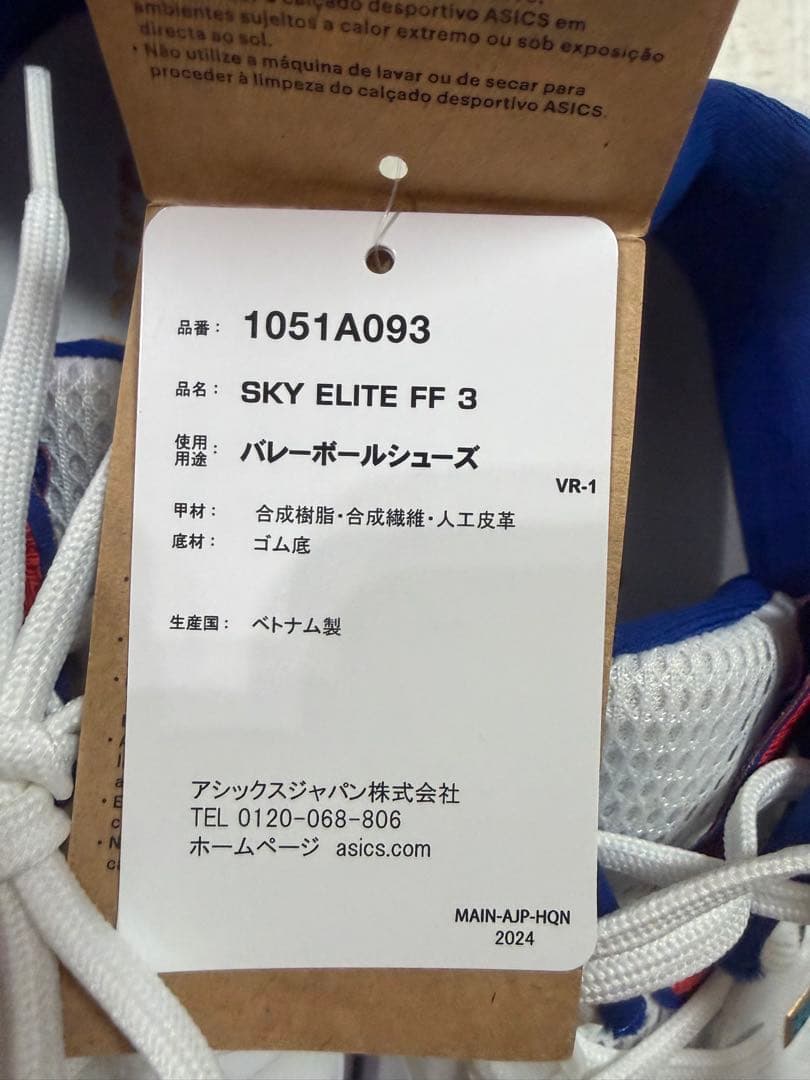 calçado desportivo ASICS em
ambientes sujeitos a calor extremo ou sob exposição
directa ao sol.
• Não utilize a máquina de lavar ou de secar para
proceder à limpeza do calçado desportivo ASICS.
品番： 1051A093
品名： SKY ELITE FF 3
使用用途： バレーボールシューズ
VR-1
甲材： 合成樹脂・合成繊維・人工皮革
底材： ゴム底
生産国： ベトナム製
アシックスジャパン株式会社
TEL 0120-068-806
ホームページ asics.com
MAIN-AJP-HQN
2024